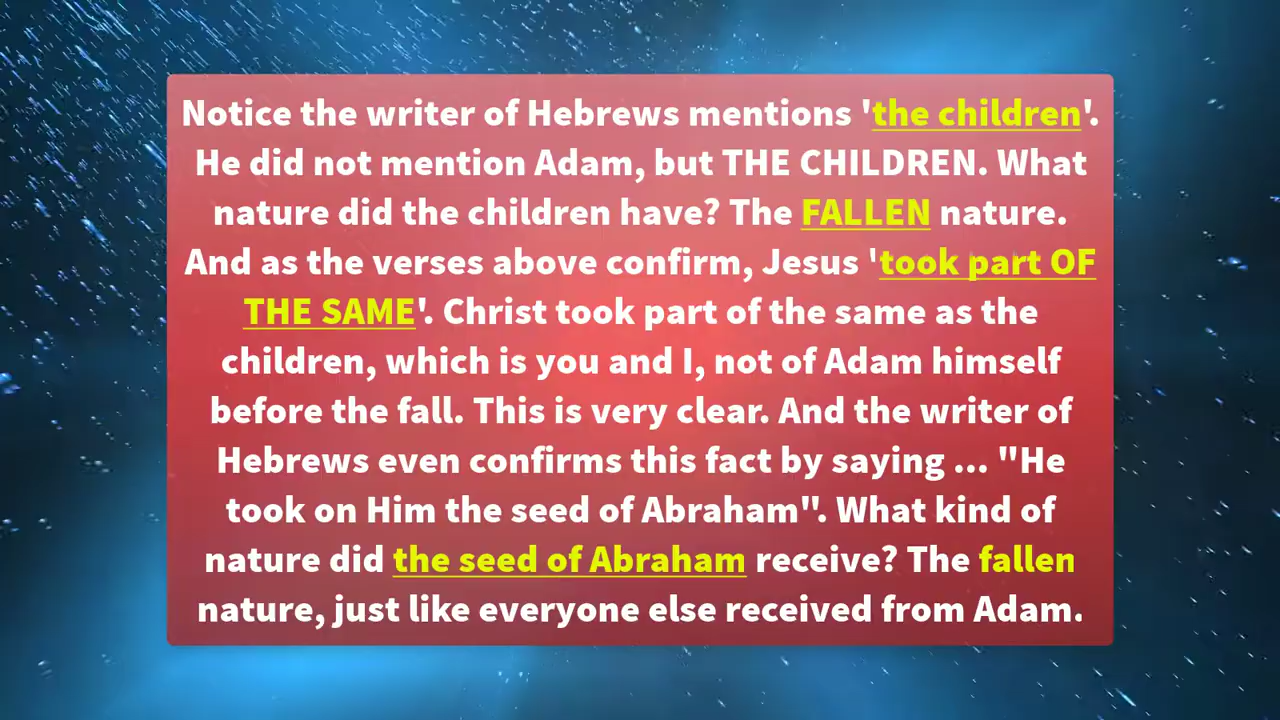 Notice the writer of Hebrews mentions 'the children'.
He did not mention Adam, but THE CHILDREN. What
nature did the children have? The FALLEN nature.
And as the verses above confirm, Jesus 'took part OF
THE SAME'. Christ took part of the same as the
children, which is you and I, not of Adam himself
before the fall. This is very clear. And the writer of
Hebrews even confirms this fact by saying ... "He
took on Him the seed of Abraham". What kind of
nature did the seed of Abraham receive? The fallen
nature, just like everyone else received from Adam.